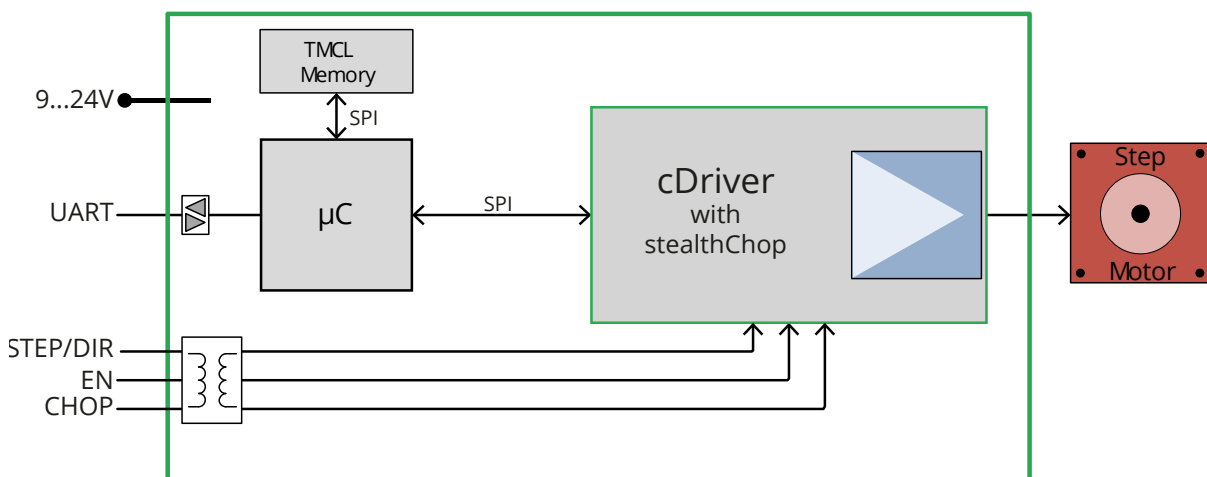 TMCL
Memory
9...24V
SPI
cDriver
with
stealthChop
Step
Motor
UART
µC
SPI
STEP/DIR
EN
CHOP